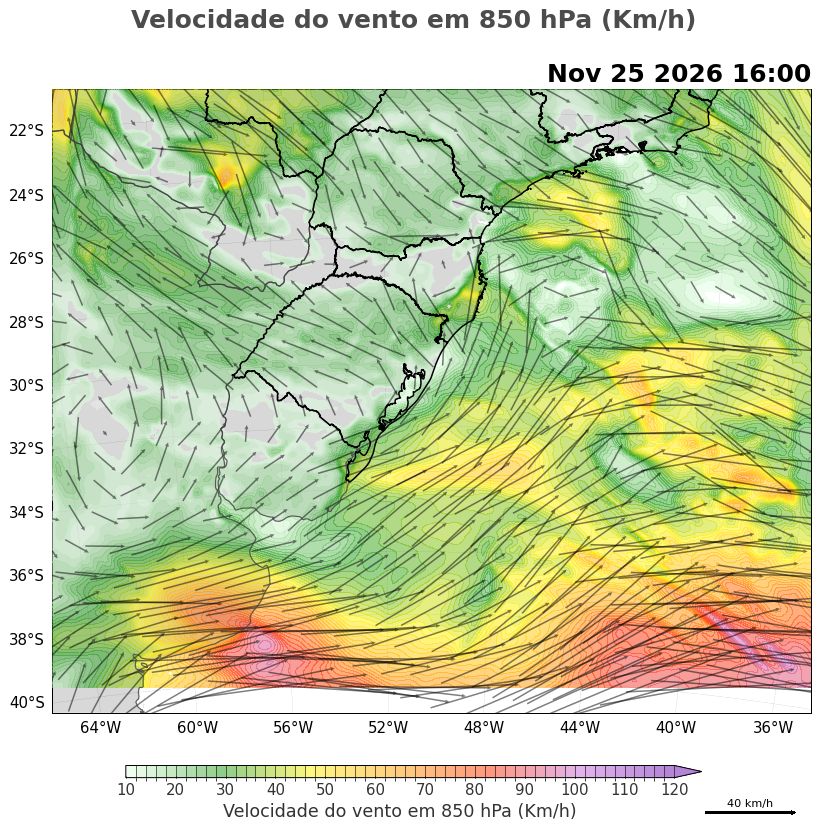 Velocidade do vento em 850 hPa (Km/h)
Nov 25 2026 16:00
22°S
24°S
26°S
28°S
30°S
32°S
34°S
36°S
38°S
40°S
64°W 60°W 56°W 52°W 48°W 44°W 40°W 36°W
10 20 30 40 50 60 70 80 90 100 110 120
Velocidade do vento em 850 hPa (Km/h)
40 km/h